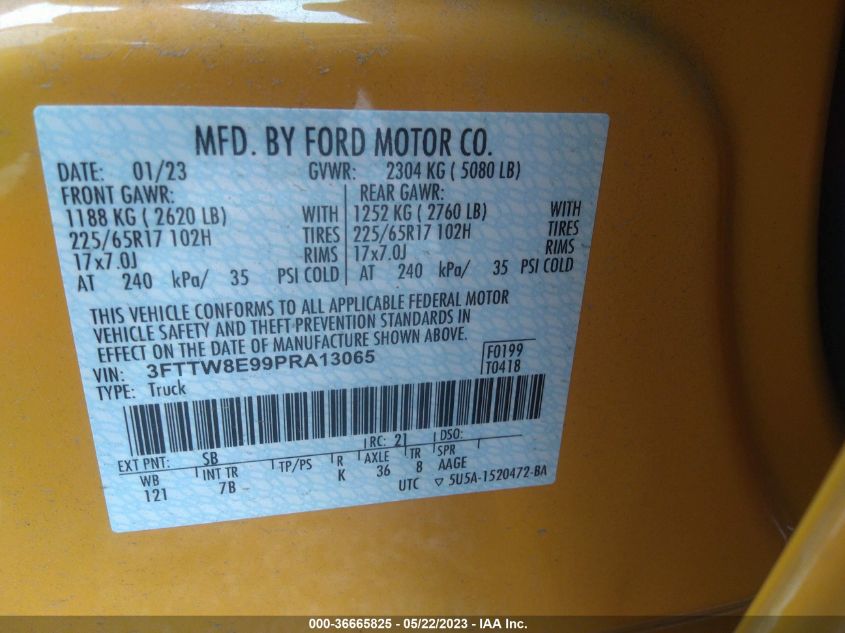 MFD. BY FORD MOTOR CO.
DATE: 01/23 GVWR: 2304 KG ( 5080 LB)
FRONT GAWR: REAR GAWR:
1188 KG ( 2620 LB) WITH 1252 KG ( 2760 LB) WITH
225/65R17 102H TIRES 225/65R17 102H TIRES
17x7.0J RIMS 17x7.0J RIMS
AT 240 kPa/ 35 PSI COLD AT 240 kPa/ 35 PSI COLD
THIS VEHICLE CONFORMS TO ALL APPLICABLE FEDERAL MOTOR
VEHICLE SAFETY AND THEFT PREVENTION STANDARDS IN
EFFECT ON THE DATE OF MANUFACTURE SHOWN ABOVE.
VIN: 3FTTW8E99PRA13065 F0199
TYPE: Truck T0418
EXT PNT: SB RC: 21 DSO:
WB INT TR TP/PS R AXLE TR SPR
121 7B K 36 8 AAGE
UTC ▽ 5U5A-1520472-BA
000-36665825 - 05/22/2023 - IAA Inc.